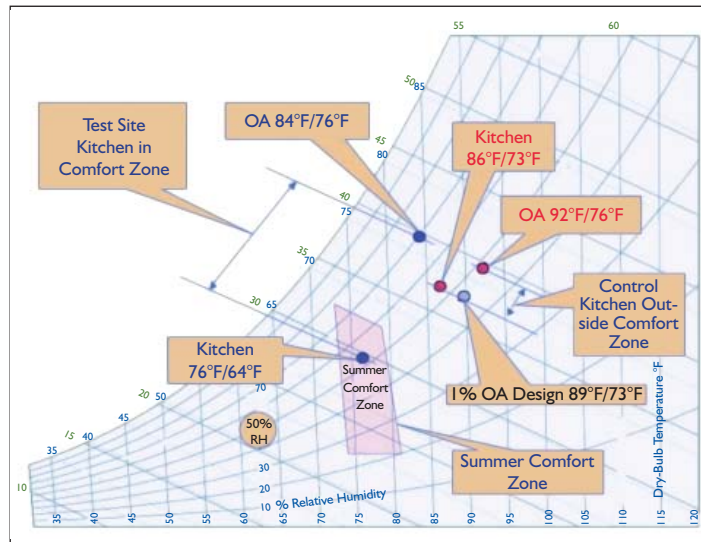 55
60
50
85
Test Site
Kitchen in
Comfort Zone
OA 84°F/76°F
Kitchen
86°F/73°F
45
80
40
75
OA 92°F/76°F
35
70
30
65
Control
Kitchen Out-
side Comfort
Zone
Kitchen
76°F/64°F
Summer
Comfort
Zone
1% OA Design 89°F/73°F
20
60
55
50
70
50%
RH
15
45
40
35
30
20
10
% Relative Humidity
Summer Comfort
Zone
Dry-Bulb Temperature °F
10
35
40
45
50
55
60
65
70
75
80
85
90
95
100
105
110
115
120